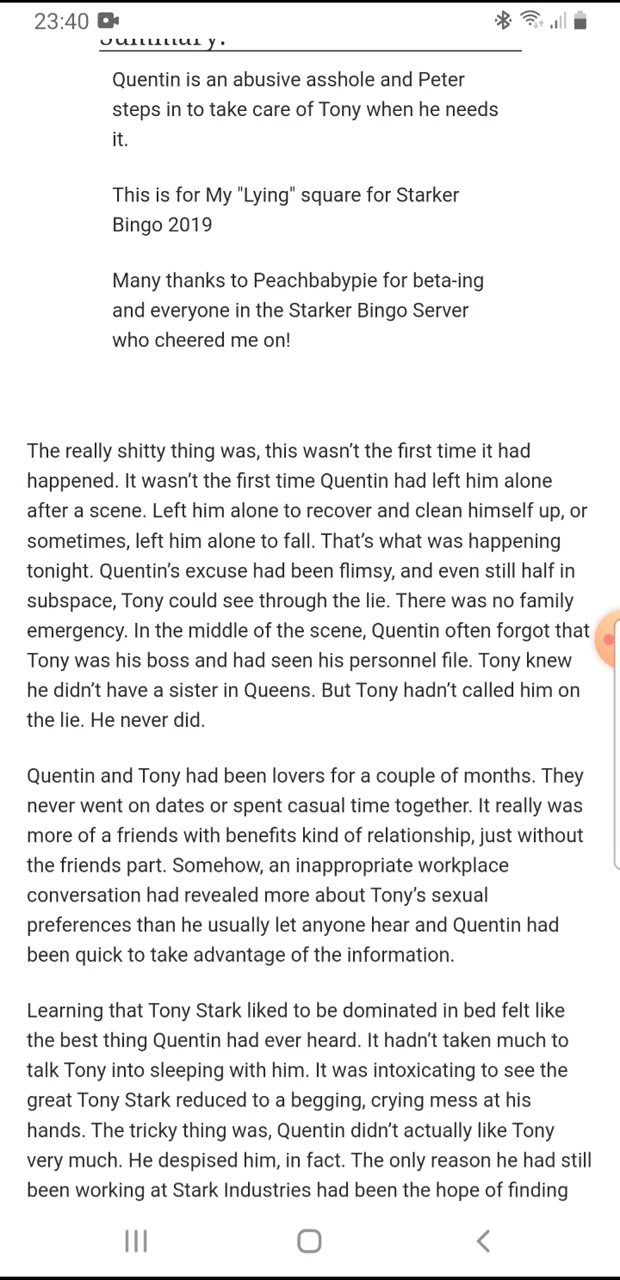 23:40
Summary:
Quentin is an abusive asshole and Peter
steps in to take care of Tony when he needs
it.
This is for My "Lying" square for Starker
Bingo 2019
Many thanks to Peachbabypie for beta-ing
and everyone in the Starker Bingo Server
who cheered me on!
The really shitty thing was, this wasn’t the first time it had
happened. It wasn’t the first time Quentin had left him alone
after a scene. Left him alone to recover and clean himself up, or
sometimes, left him alone to fall. That’s what was happening
tonight. Quentin’s excuse had been flimsy, and even still half in
subspace, Tony could see through the lie. There was no family
emergency. In the middle of the scene, Quentin often forgot that
Tony was his boss and had seen his personnel file. Tony knew
he didn’t have a sister in Queens. But Tony hadn’t called him on
the lie. He never did.
Quentin and Tony had been lovers for a couple of months. They
never went on dates or spent casual time together. It really was
more of a friends with benefits kind of relationship, just without
the friends part. Somehow, an inappropriate workplace
conversation had revealed more about Tony’s sexual
preferences than he usually let anyone hear and Quentin had
been quick to take advantage of the information.
Learning that Tony Stark liked to be dominated in bed felt like
the best thing Quentin had ever heard. It hadn’t taken much to
talk Tony into sleeping with him. It was intoxicating to see the
great Tony Stark reduced to a begging, crying mess at his
hands. The tricky thing was, Quentin didn’t actually like Tony
very much. He despised him, in fact. The only reason he had still
been working at Stark Industries had been the hope of finding